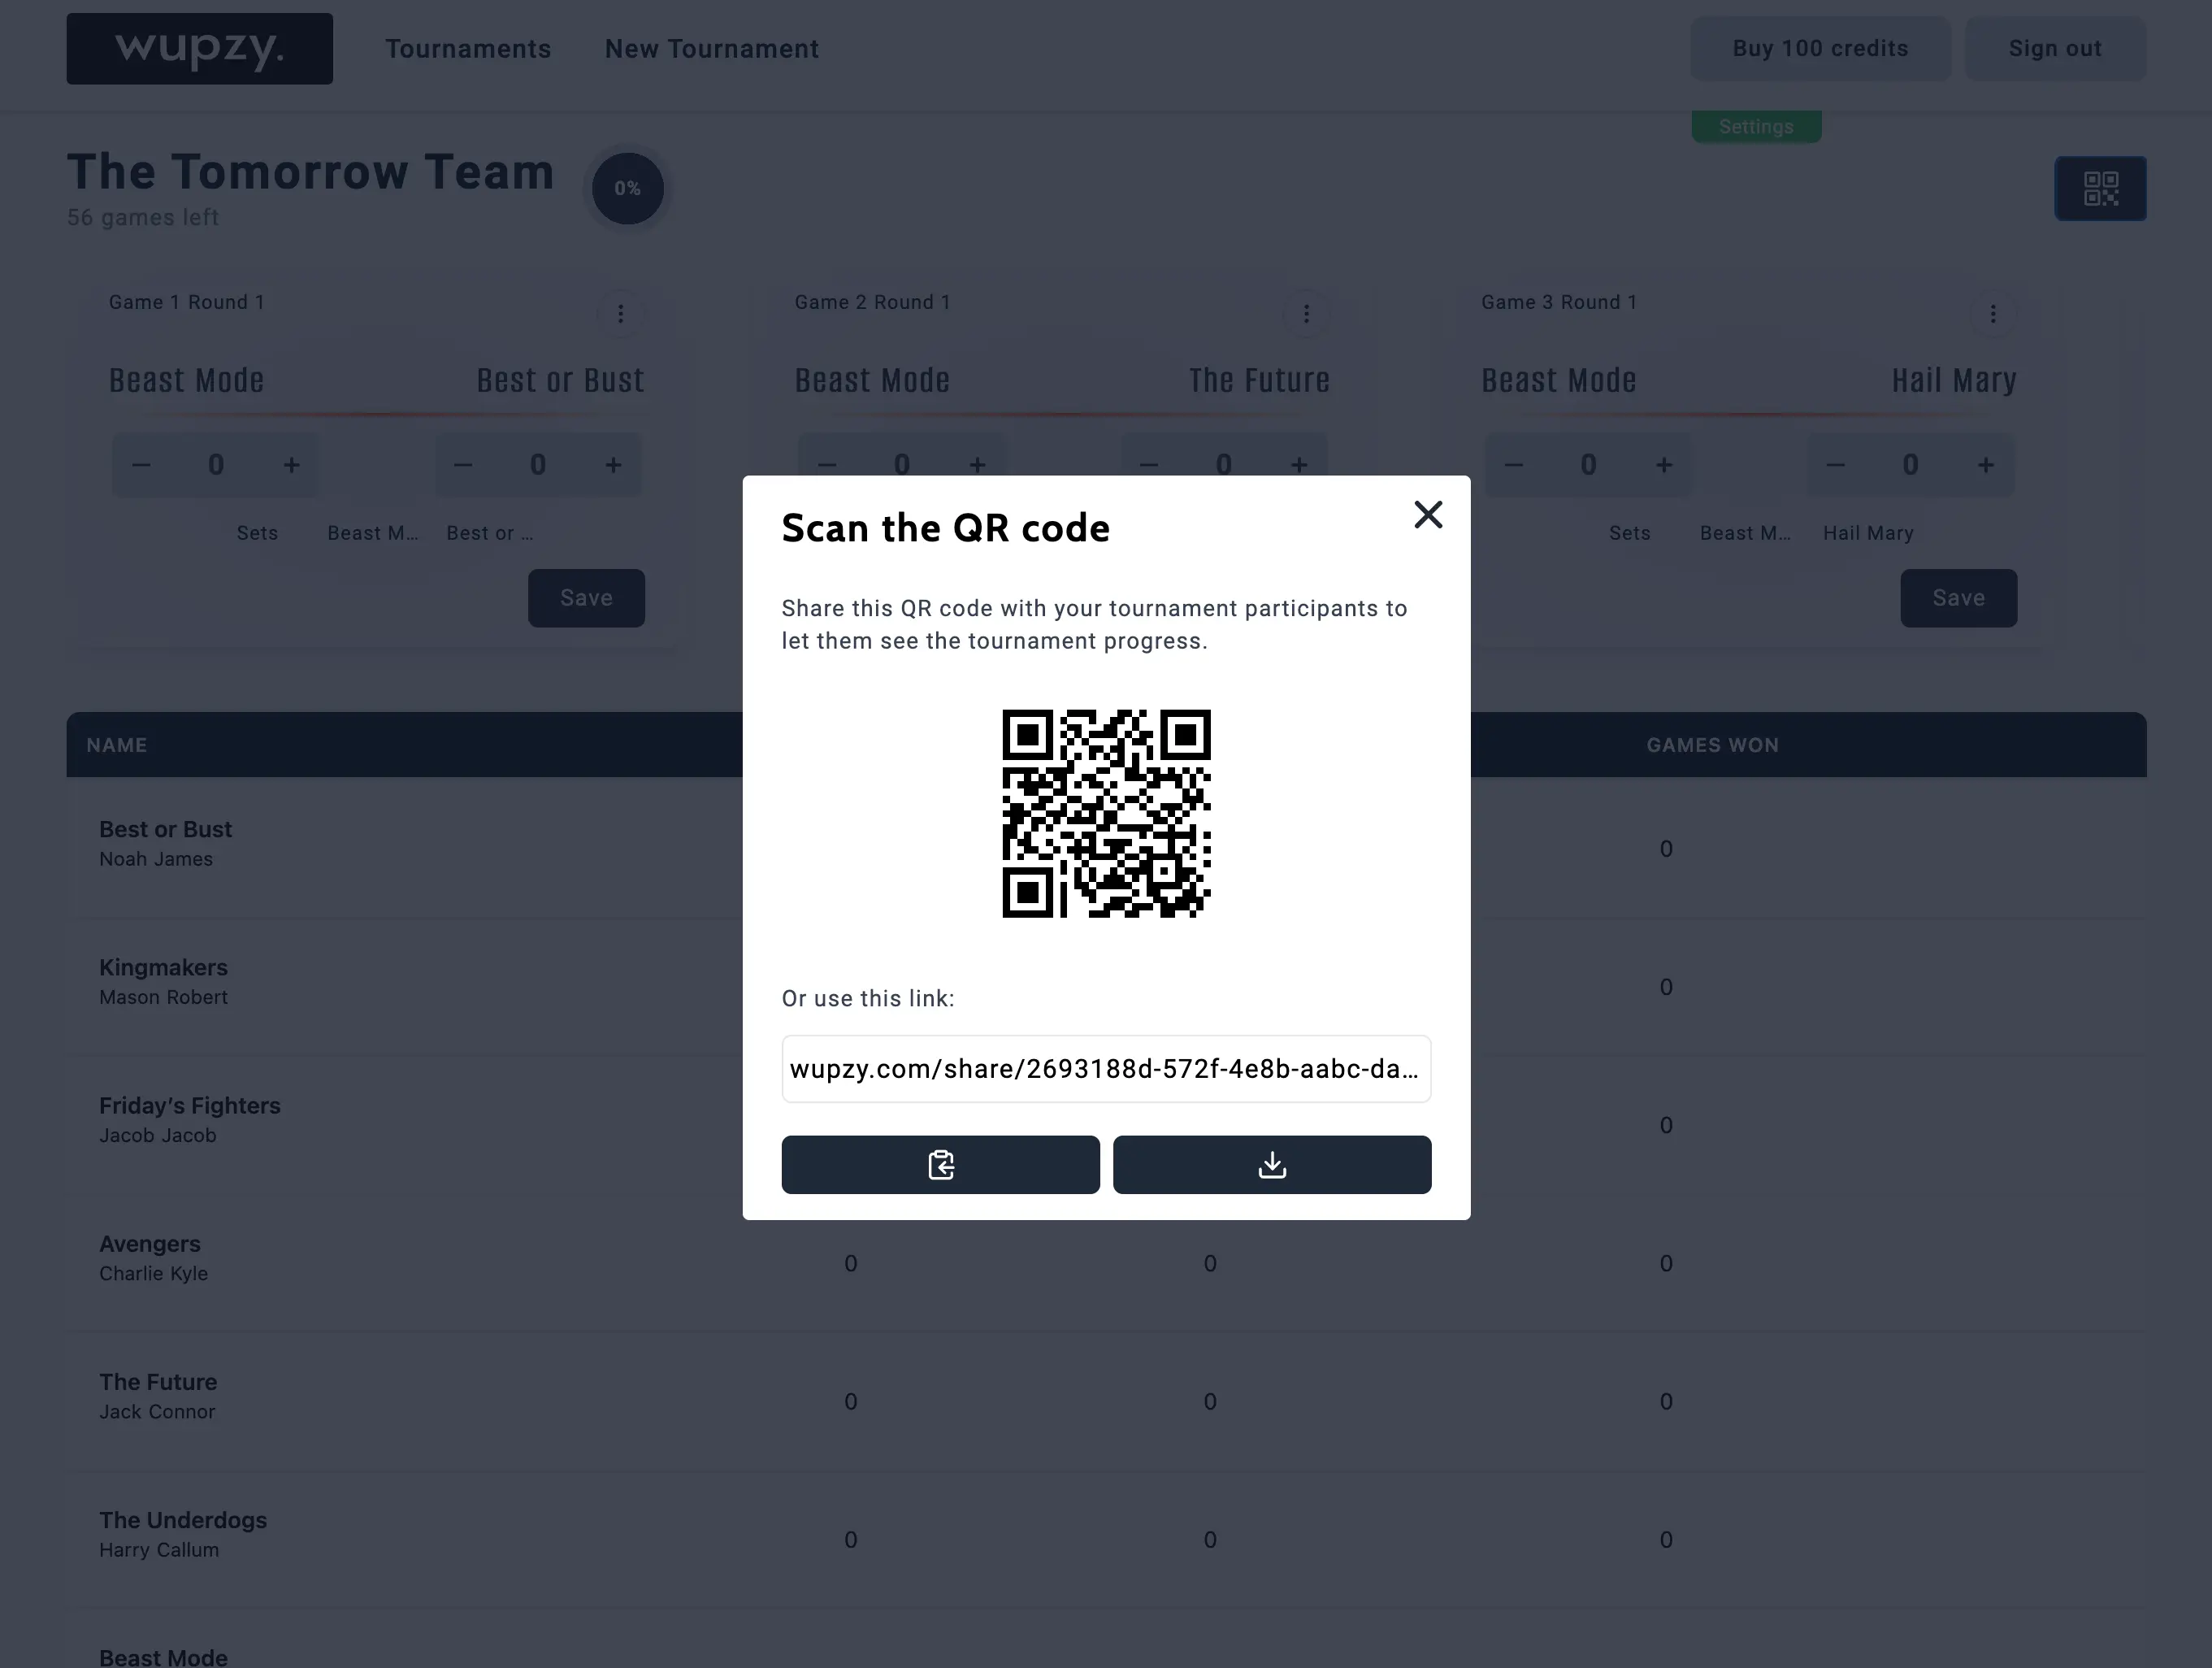 wupzy.
Tournaments
New Tournament
Buy 100 credits
Sign out
Settings
The Tomorrow Team
0%
56 games left
Game 1 Round 1
Beast Mode
Best or Bust
0
0
Sets
Beast M...
Best or ...
Save
Game 2 Round 1
Beast Mode
The Future
0
0
Game 3 Round 1
Beast Mode
Hail Mary
0
0
Sets
Beast M...
Hail Mary
Save
Scan the QR code
Share this QR code with your tournament participants to
let them see the tournament progress.
Or use this link:
wupzy.com/share/2693188d-572f-4e8b-aabc-da...
NAME
GAMES WON
Best or Bust
Noah James
0
Kingmakers
Mason Robert
0
Friday's Fighters
Jacob Jacob
0
Avengers
Charlie Kyle
0
0
0
The Future
Jack Connor
0
0
0
The Underdogs
Harry Callum
0
0
0
Beast Mode